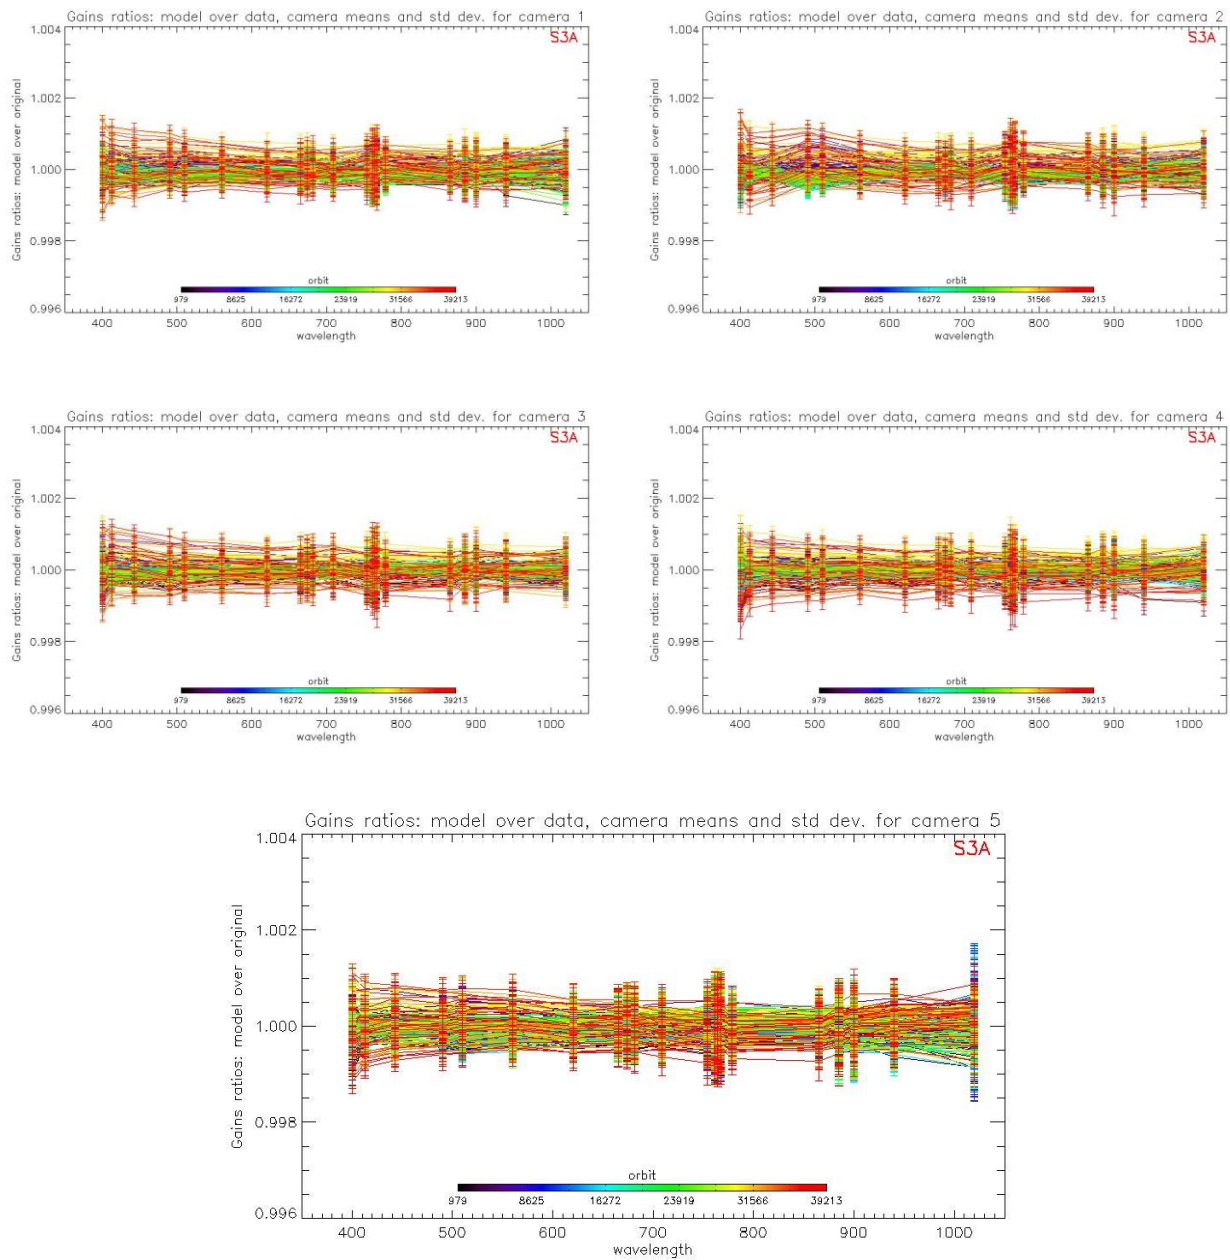 Gains ratios: model over data, camera means and std dev. for camera 1
S3A
Gains ratios: model over original
1.004
1.002
1.000
0.998
0.996
orbit
979 8625 16272 23919 31566 39213
400 500 600 700 800 900 1000
wavelength
Gains ratios: model over data, camera means and std dev. for camera 2
S3A
Gains ratios: model over original
1.004
1.002
1.000
0.998
0.996
orbit
979 8625 16272 23919 31566 39213
400 500 600 700 800 900 1000
wavelength
Gains ratios: model over data, camera means and std dev. for camera 3
S3A
Gains ratios: model over original
1.004
1.002
1.000
0.998
0.996
orbit
979 8625 16272 23919 31566 39213
400 500 600 700 800 900 1000
wavelength
Gains ratios: model over data, camera means and std dev. for camera 4
S3A
Gains ratios: model over original
1.004
1.002
1.000
0.998
0.996
orbit
979 8625 16272 23919 31566 39213
400 500 600 700 800 900 1000
wavelength
Gains ratios: model over data, camera means and std dev. for camera 5
S3A
Gains ratios: model over original
1.004
1.002
1.000
0.998
0.996
orbit
979 8625 16272 23919 31566 39213
400 500 600 700 800 900 1000
wavelength